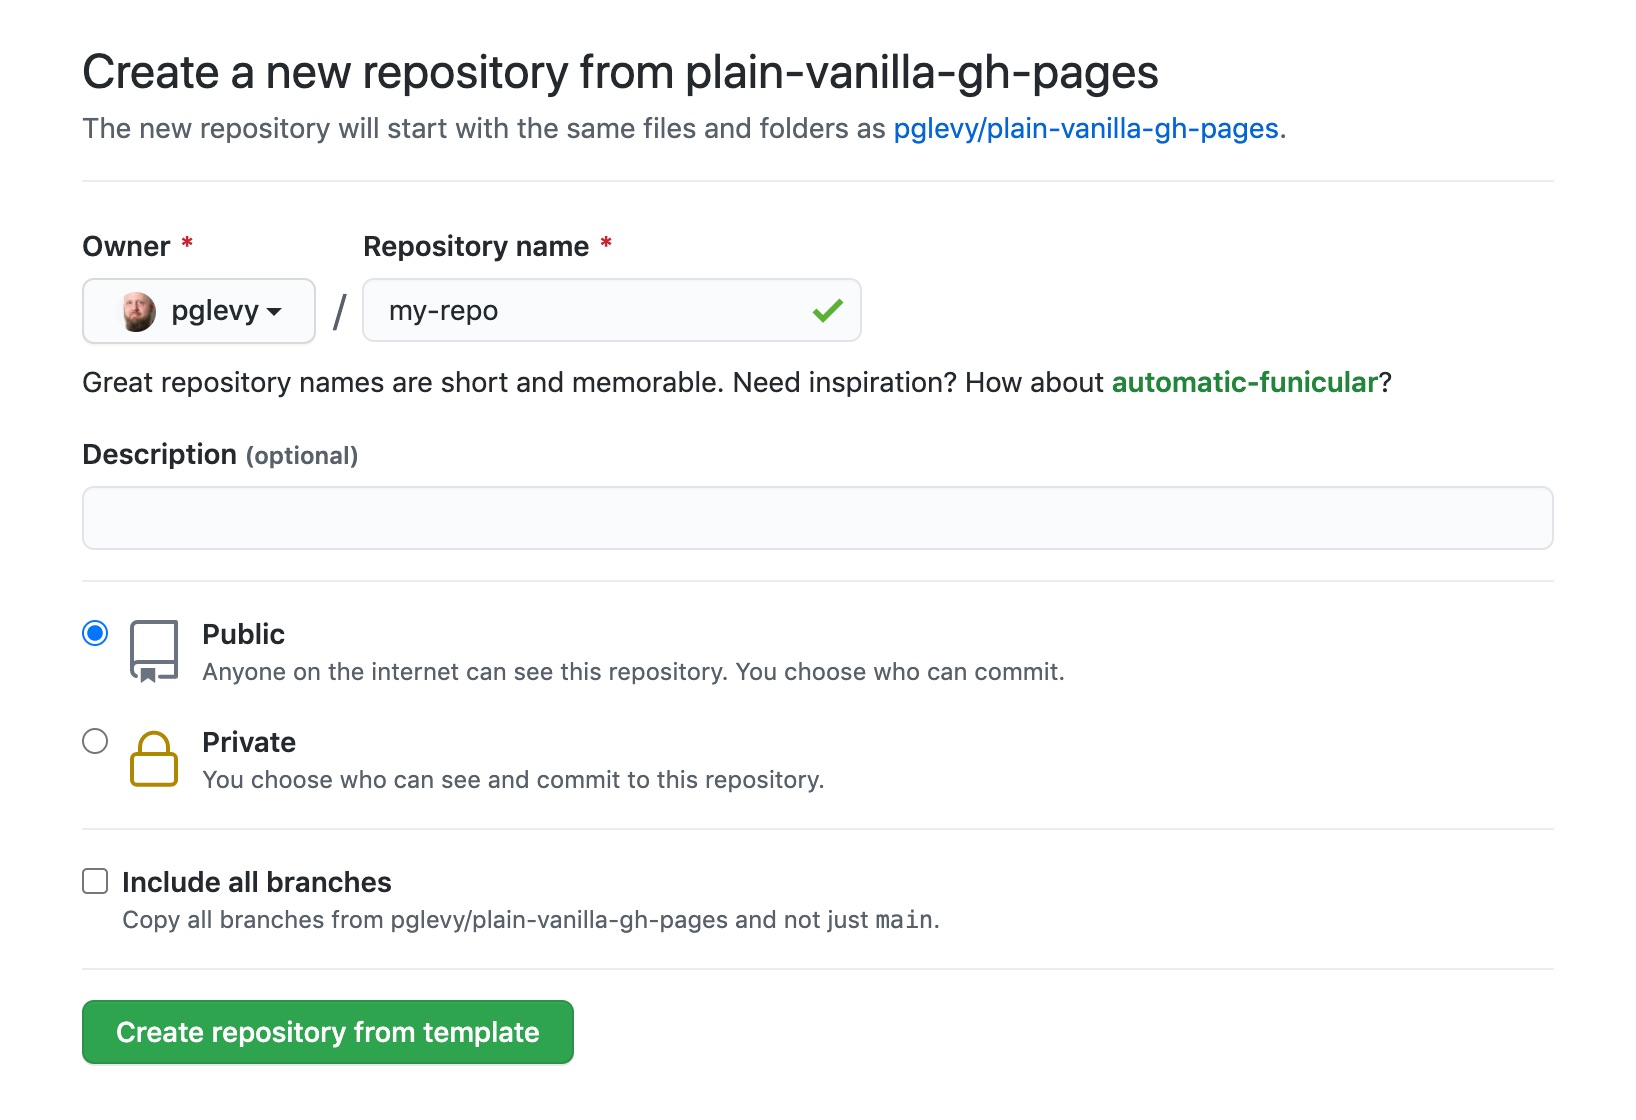 Create a new repository from plain-vanilla-gh-pages
The new repository will start with the same files and folders as pglevy/plain-vanilla-gh-pages.
Owner * Repository name *
pglevy / my-repo
Great repository names are short and memorable. Need inspiration? How about automatic-funicular?
Description (optional)
Public
Anyone on the internet can see this repository. You choose who can commit.
Private
You choose who can see and commit to this repository.
Include all branches
Copy all branches from pglevy/plain-vanilla-gh-pages and not just main.
Create repository from template